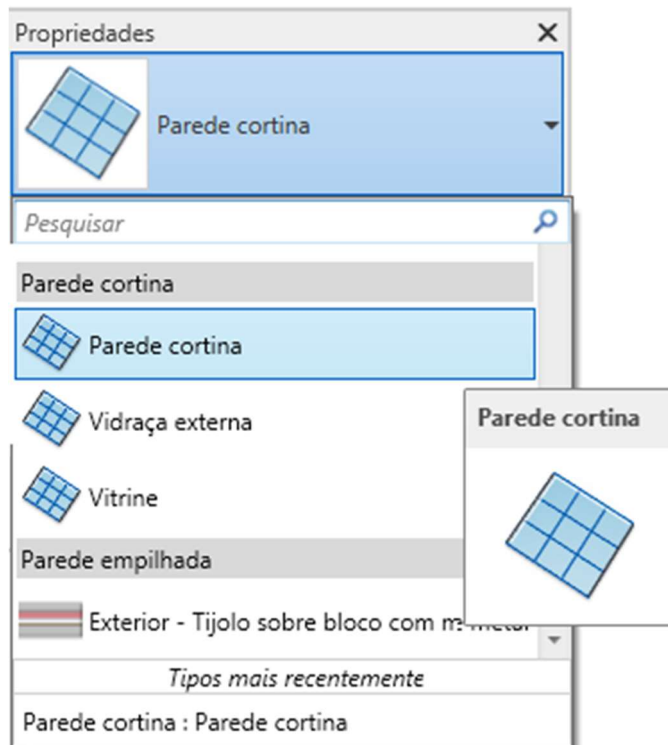 Propriedades
Parede cortina
Pesquisar
Parede cortina
Parede cortina
Vidraça externa
Parede cortina
Vitrine
Parede empilhada
Exterior - Tijolo sobre bloco com
Tipos mais recentemente
Parede cortina : Parede cortina